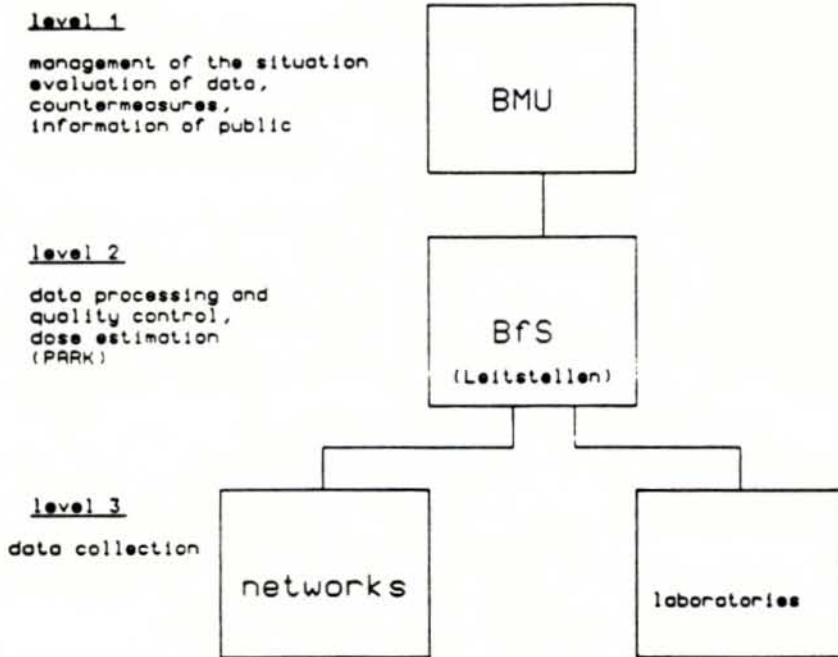 level 1
management of the situation
evaluation of data,
countermeasures,
information of public
BMU
level 2
data processing and
quality control,
dose estimation
(PARK)
BfS
(Leitstellen)
level 3
data collection
networks
laboratories